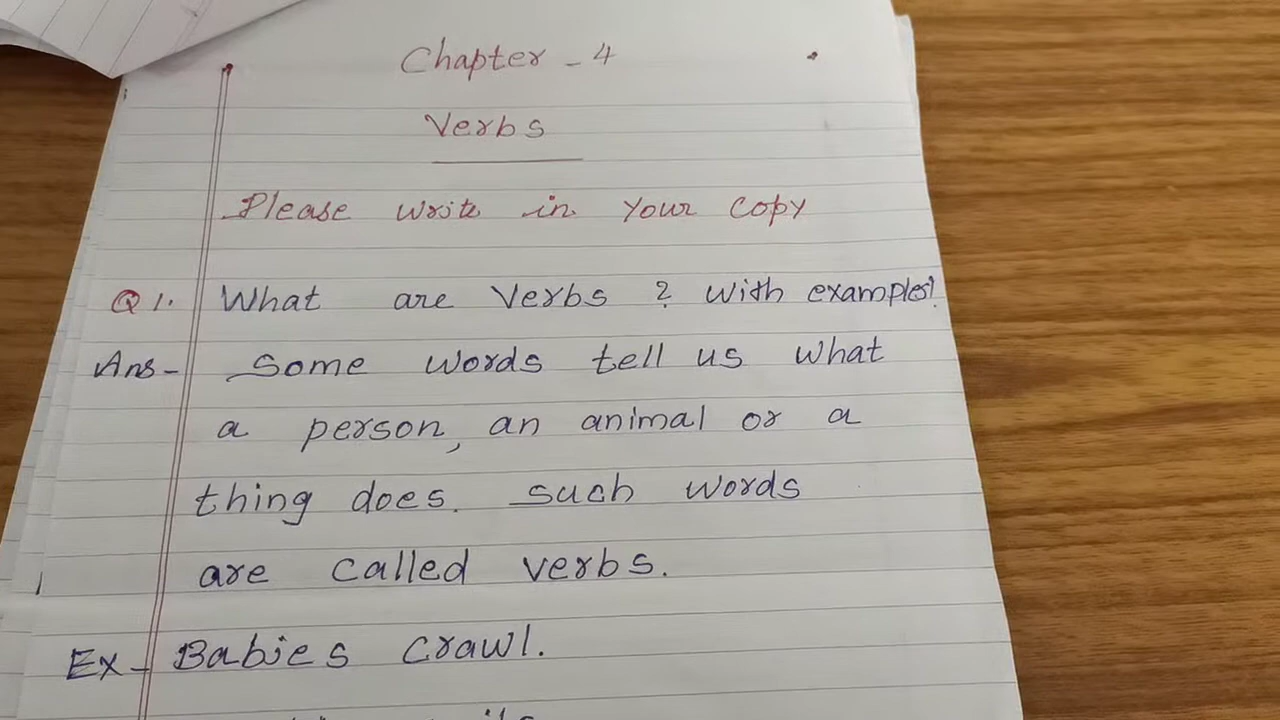 Chapter - 4
Verbs
Please write in your copy
Q 1. What are Verbs ? with examples?
Ans - Some words tell us what
a person, an animal or a
thing does. Such words
are called verbs.
Ex - Babies crawl.